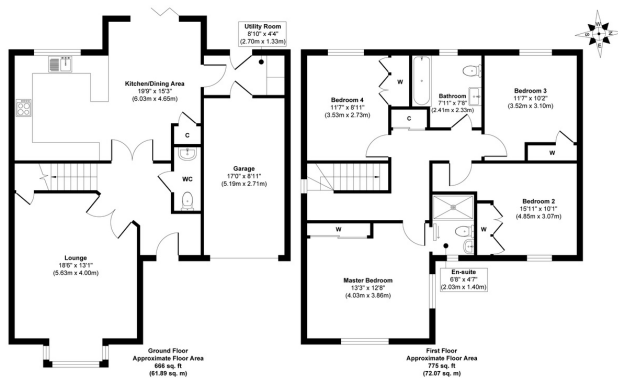 Utility Room
8'10" x 4'4"
(2.70m x 1.33m)
Kitchen/Dining Area
19'9" x 15'3"
(6.03m x 4.65m)
C
WC
Garage
17'0" x 8'11"
(5.19m x 2.71m)
Lounge
18'6" x 13'1"
(5.63m x 4.00m)
Ground Floor
Approximate Floor Area
666 sq. ft
(61.89 sq. m)
Bedroom 4
11'7" x 8'11"
(3.53m x 2.73m)
W
Bathroom
7'11" x 7'8"
(2.41m x 2.33m)
C
Bedroom 3
11'7" x 10'2"
(3.52m x 3.10m)
W
Bedroom 2
15'11" x 10'1"
(4.85m x 3.07m)
W
W
En-suite
6'8" x 4'7"
(2.03m x 1.40m)
Master Bedroom
13'3" x 12'8"
(4.03m x 3.86m)
First Floor
Approximate Floor Area
775 sq. ft
(72.07 sq. m)
W
N
S
E